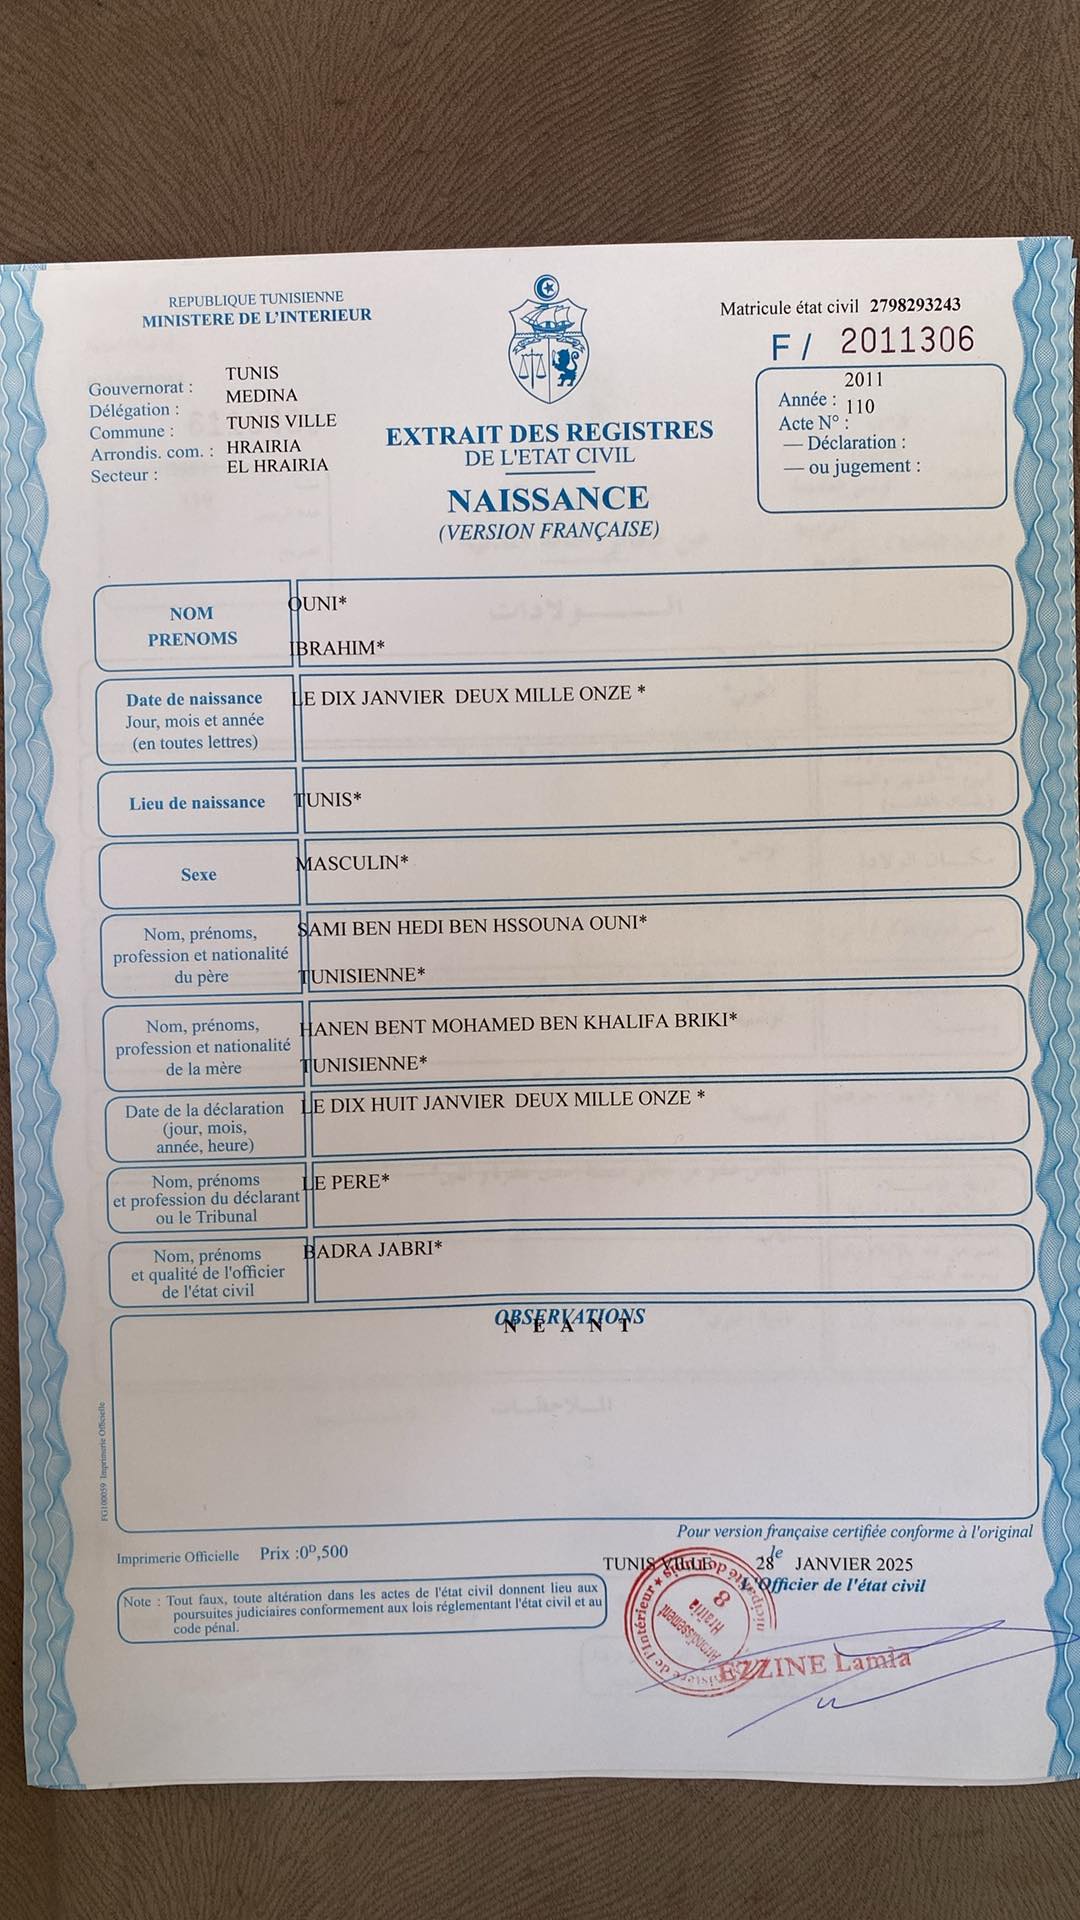 REPUBLIQUE TUNISIENNE
MINISTERE DE L'INTERIEUR
Gouvernorat : TUNIS
Délégation : MEDINA
Commune : TUNIS VILLE
Arrondis. com. : HRAIRIA
Secteur : EL HRAIRIA
EXTRAIT DES REGISTRES
DE L'ETAT CIVIL
NAISSANCE
(VERSION FRANÇAISE)
Matricule état civil 2798293243
F / 2011306
Année : 2011
Acte N° : 110
— Déclaration :
— ou jugement :
NOM OUNI*
PRENOMS IBRAHIM*
Date de naissance LE DIX JANVIER DEUX MILLE ONZE *
Jour, mois et année
(en toutes lettres)
Lieu de naissance TUNIS*
Sexe MASCULIN*
Nom, prénoms, SAMI BEN HEDI BEN HSSOUNA OUNI*
profession et nationalité
du père TUNISIENNE*
Nom, prénoms, HANEN BENT MOHAMED BEN KHALIFA BRIKI*
profession et nationalité
de la mère TUNISIENNE*
Date de la déclaration LE DIX HUIT JANVIER DEUX MILLE ONZE *
(jour, mois,
année, heure)
Nom, prénoms LE PERE*
et profession du déclarant
ou le Tribunal
Nom, prénoms BADRA JABRI*
et qualité de l'officier
de l'état civil
OBSERVATIONS
N E A N T
FG100059 Imprimerie Officielle
Imprimerie Officielle Prix :0ᴰ,500
Note : Tout faux, toute altération dans les actes de l'état civil donnent lieu aux
poursuites judiciaires conformement aux lois réglementant l'état civil et au
code pénal.
Pour version française certifiée conforme à l'original
TUNIS VILLE le 28 JANVIER 2025
L'Officier de l'état civil
Arrondissement
Hrairia
8
EZZINE Lamia